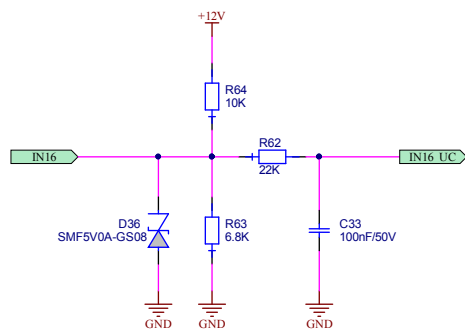 +12V
R64
10K
IN16
R62
22K
IN16 UC
D36
SMF5V0A-GS08
R63
6.8K
C33
100nF/50V
GND
GND
GND